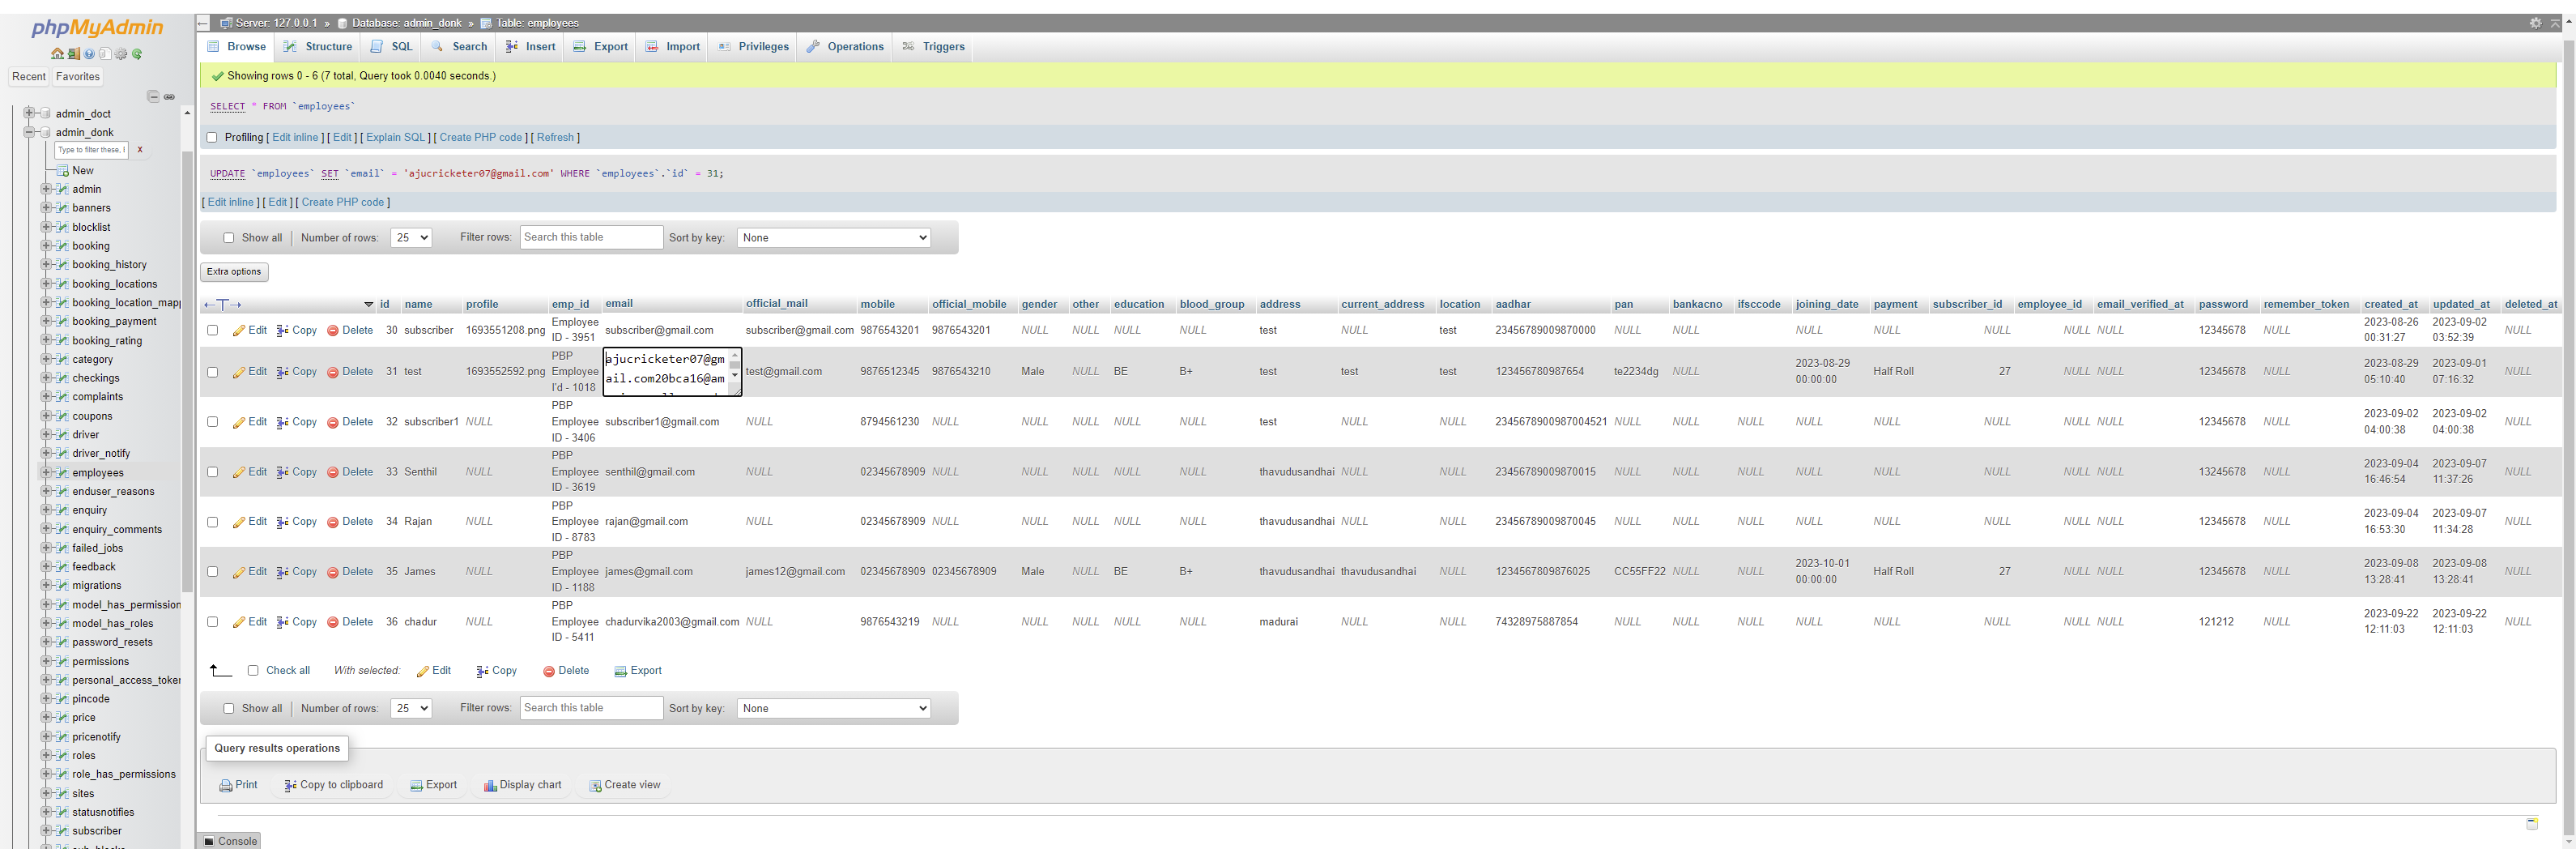 phpMyAdmin
Recent Favorites
admin_doct
admin_donk
Type to filter these, I X
New
admin
banners
blocklist
booking
booking_history
booking_locations
booking_location_mapp
booking_payment
booking_rating
category
checkings
complaints
coupons
driver
driver_notify
employees
enduser_reasons
enquiry
enquiry_comments
failed_jobs
feedback
migrations
model_has_permission
model_has_roles
password_resets
permissions
personal_access_token
pincode
price
pricenotify
roles
role_has_permissions
sites
statusnotifies
subscriber
Server: 127.0.0.1 » Database: admin_donk » Table: employees
Browse Structure SQL Search Insert Export Import Privileges Operations Triggers
Showing rows 0 - 6 (7 total, Query took 0.0040 seconds.)
SELECT * FROM `employees`
Profiling [ Edit inline ] [ Edit ] [ Explain SQL ] [ Create PHP code ] [ Refresh ]
UPDATE `employees` SET `email` = 'ajucricketer07@gmail.com' WHERE `employees`.`id` = 31;
[ Edit inline ] [ Edit ] [ Create PHP code ]
Show all Number of rows: 25 Filter rows: Search this table Sort by key: None
Extra options
←T→ id name profile emp_id email official_mail mobile official_mobile gender other education blood_group address current_address location aadhar pan bankacno ifsccode joining_date payment subscriber_id employee_id email_verified_at password remember_token created_at updated_at deleted_at
Edit Copy Delete 30 subscriber 1693551208.png Employee ID - 3951 subscriber@gmail.com subscriber@gmail.com 9876543201 9876543201 NULL NULL NULL NULL test NULL test 23456789009870000 NULL NULL NULL NULL NULL NULL NULL NULL 12345678 NULL 2023-08-26 00:31:27 2023-09-02 03:52:39 NULL
Edit Copy Delete 31 test 1693552592.png PBP Employee I'd - 1018 ajucricketer07@gm ail.com20bca16@am test@gmail.com 9876512345 9876543210 Male NULL BE B+ test test test 123456780987654 te2234dg NULL NULL 2023-08-29 00:00:00 Half Roll 27 NULL NULL 12345678 NULL 2023-08-29 05:10:40 2023-09-01 07:16:32 NULL
Edit Copy Delete 32 subscriber1 NULL PBP Employee ID - 3406 subscriber1@gmail.com NULL 8794561230 NULL NULL NULL NULL NULL test NULL NULL 2345678900987004521 NULL NULL NULL NULL NULL NULL NULL NULL 12345678 NULL 2023-09-02 04:00:38 2023-09-02 04:00:38 NULL
Edit Copy Delete 33 Senthil NULL PBP Employee ID - 3619 senthil@gmail.com NULL 02345678909 NULL NULL NULL NULL NULL thavudusandhai NULL NULL 23456789009870015 NULL NULL NULL NULL NULL NULL NULL NULL 13245678 NULL 2023-09-04 16:46:54 2023-09-07 11:37:26 NULL
Edit Copy Delete 34 Rajan NULL PBP Employee ID - 8783 rajan@gmail.com NULL 02345678909 NULL NULL NULL NULL NULL thavudusandhai NULL NULL 23456789009870045 NULL NULL NULL NULL NULL NULL NULL NULL 12345678 NULL 2023-09-04 16:53:30 2023-09-07 11:34:28 NULL
Edit Copy Delete 35 James NULL PBP Employee ID - 1188 james@gmail.com james12@gmail.com 02345678909 02345678909 Male NULL BE B+ thavudusandhai thavudusandhai NULL 1234567809876025 CC55FF22 NULL NULL 2023-10-01 00:00:00 Half Roll 27 NULL NULL 12345678 NULL 2023-09-08 13:28:41 2023-09-08 13:28:41 NULL
Edit Copy Delete 36 chadur NULL PBP Employee ID - 5411 chadurvika2003@gmail.com NULL 9876543219 NULL NULL NULL NULL NULL madurai NULL NULL 74328975887854 NULL NULL NULL NULL NULL NULL NULL NULL 121212 NULL 2023-09-22 12:11:03 2023-09-22 12:11:03 NULL
Check all With selected: Edit Copy Delete Export
Show all Number of rows: 25 Filter rows: Search this table Sort by key: None
Query results operations
Print Copy to clipboard Export Display chart Create view
Console